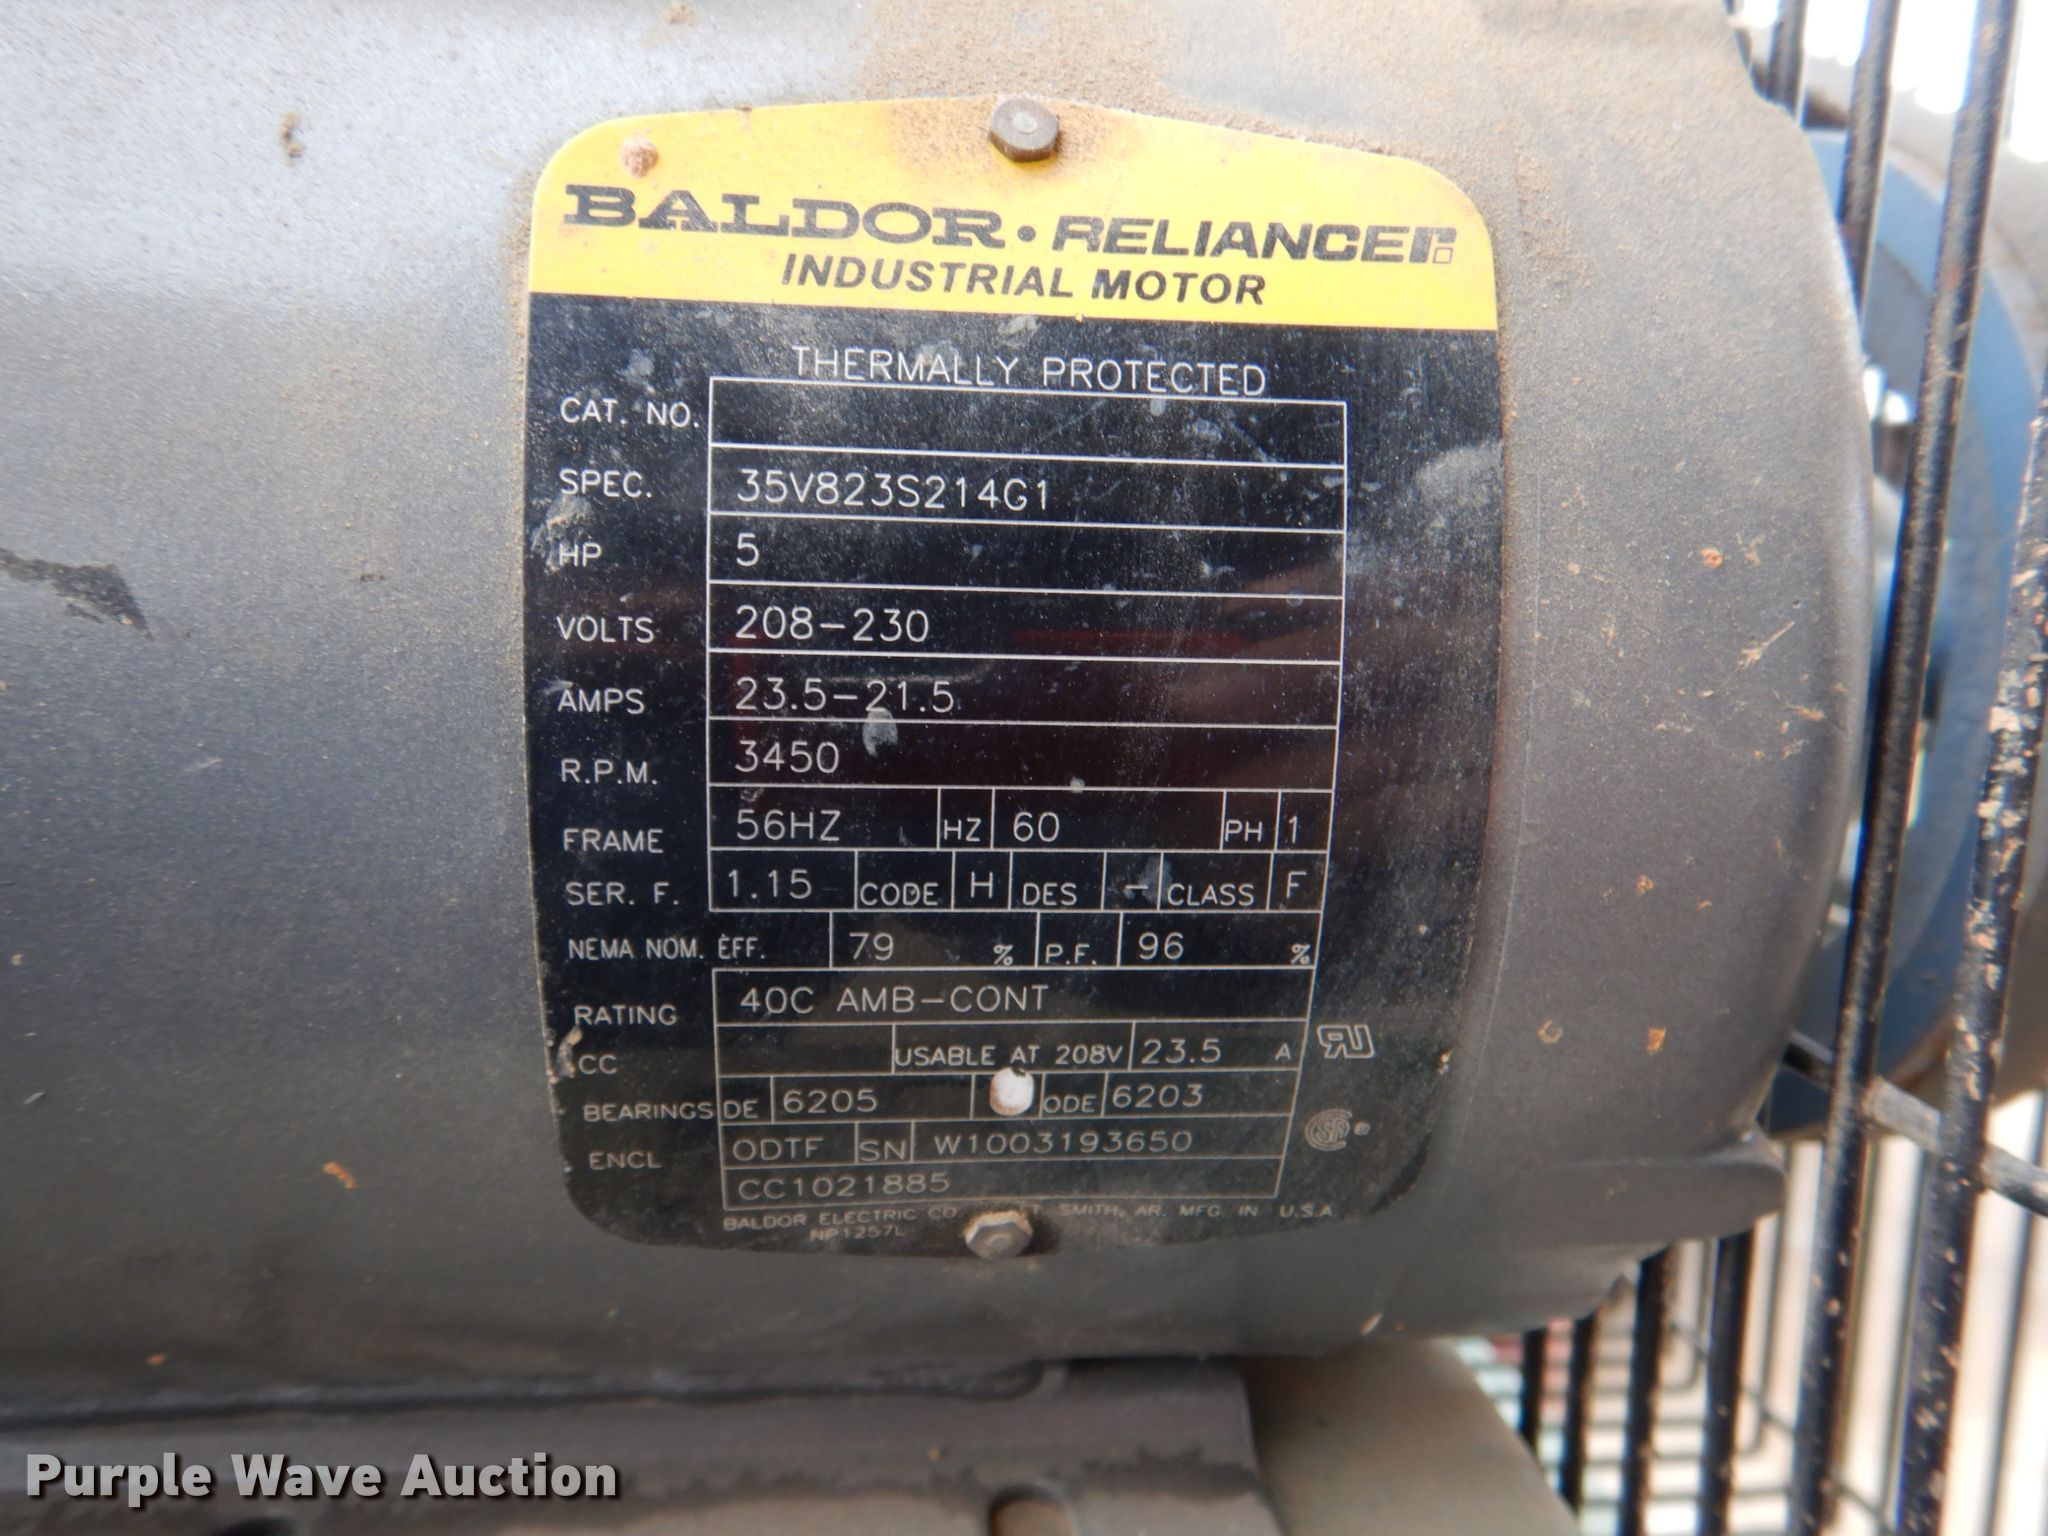 BALDOR • RELIANCER
INDUSTRIAL MOTOR
THERMALLY PROTECTED
CAT. NO.
SPEC. 35V823S214G1
HP 5
VOLTS 208-230
AMPS 23.5-21.5
R.P.M. 3450
FRAME 56HZ HZ 60 PH 1
SER. F. 1.15 CODE H DES - CLASS F
NEMA NOM. EFF. 79 % P.F. 96 %
RATING 40C AMB-CONT
CC USABLE AT 208V 23.5 A
BEARINGS DE 6205 ODE 6203
ENCL ODTF SN W1003193650
CC1021885
BALDOR ELECTRIC CO. SMITH, AR. MFG. IN U.S.A.
NP1257L
Purple Wave Auction